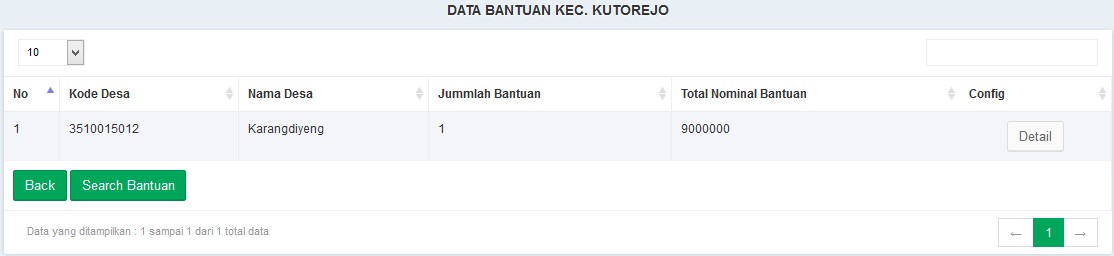 DATA BANTUAN KEC. KUTOREJO
10
No Kode Desa Nama Desa Jummlah Bantuan Total Nominal Bantuan Config
1 3510015012 Karangdiyeng 1 9000000 Detail
Back Search Bantuan
Data yang ditampilkan : 1 sampai 1 dari 1 total data ← 1 →